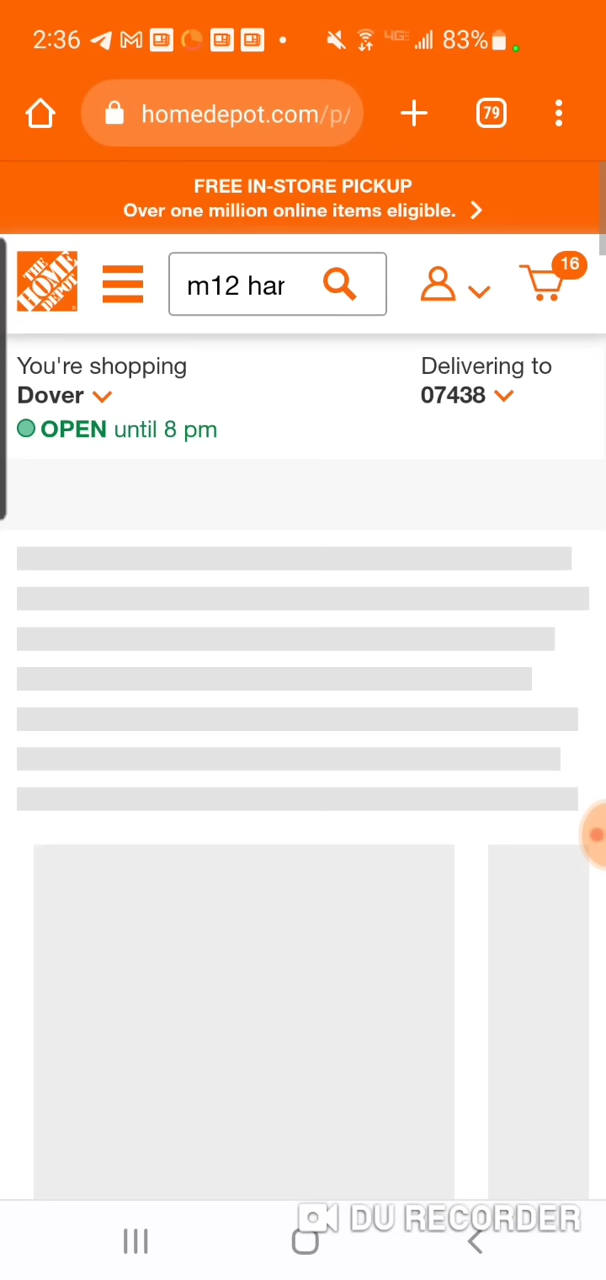 2:36
4GE
83%
homedepot.com/p/
79
FREE IN-STORE PICKUP
Over one million online items eligible.
THE HOME DEPOT
m12 har
16
You're shopping
Delivering to
Dover
07438
OPEN until 8 pm
DU RECORDER